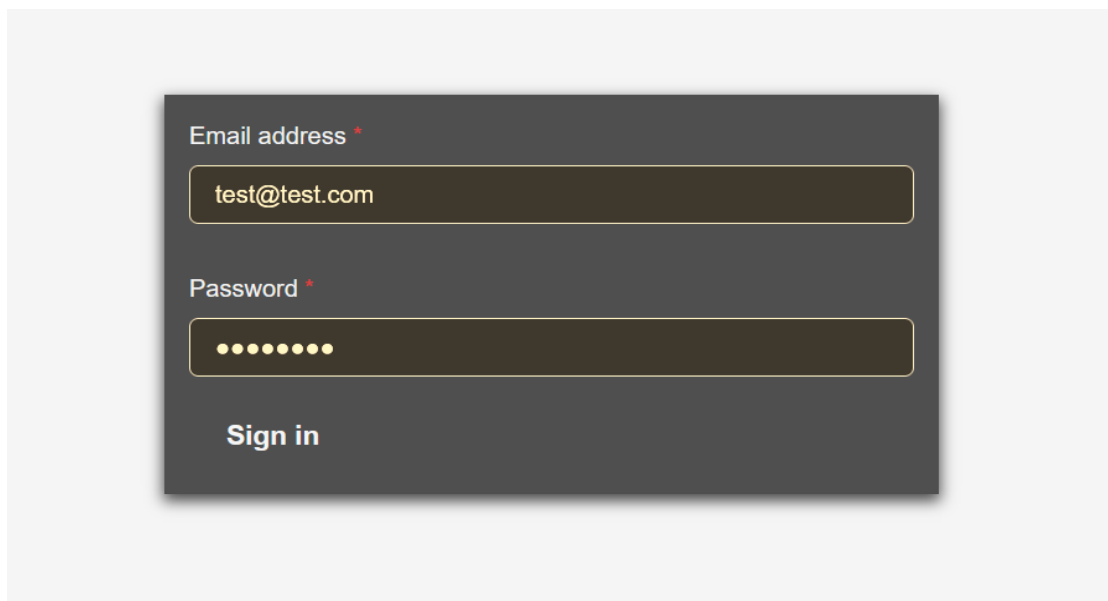 Email address *
test@test.com
Password *
••••••••
Sign in